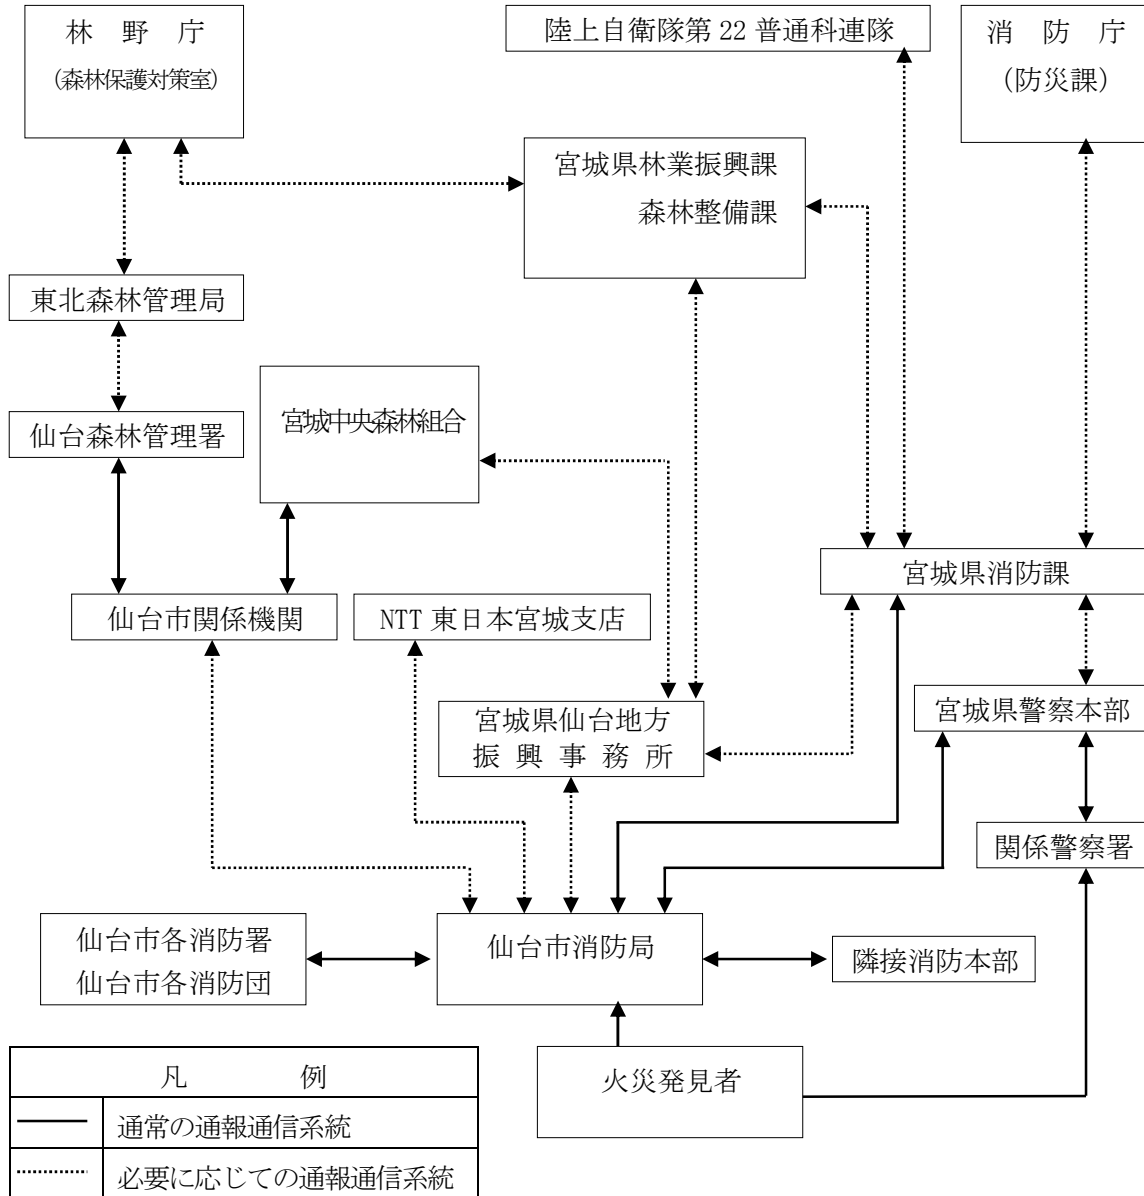 林 野 庁
(森林保護対策室)
陸上自衛隊第 22 普通科連隊
消 防 庁
(防災課)
宮城県林業振興課
森林整備課
東北森林管理局
宮城中央森林組合
仙台森林管理署
宮城県消防課
仙台市関係機関
NTT 東日本宮城支店
宮城県警察本部
宮城県仙台地方
振 興 事 務 所
関係警察署
仙台市各消防署
仙台市各消防団
仙台市消防局
隣接消防本部
火災発見者
凡 例
通常の通報通信系統
必要に応じての通報通信系統